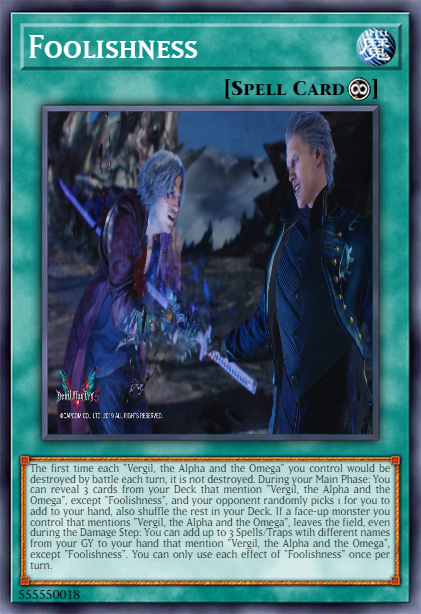 Foolishness
[Spell Card]
Devil May Cry 5
©CAPCOM CO., LTD. 2019 ALL RIGHTS RESERVED.
The first time each "Vergil, the Alpha and the Omega" you control would be
destroyed by battle each turn, it is not destroyed. During your Main Phase: You
can reveal 3 cards from your Deck that mention "Vergil, the Alpha and the
Omega", except "Foolishness", and your opponent randomly picks 1 for you to
add to your hand, also shuffle the rest in your Deck. If a face-up monster you
control that mentions "Vergil, the Alpha and the Omega", leaves the field, even
during the Damage Step: You can add up to 3 Spells/Traps wtih different names
from your GY to your hand that mention "Vergil, the Alpha and the Omega",
except "Foolishness". You can only use each effect of "Foolishness" once per
turn.
555550018